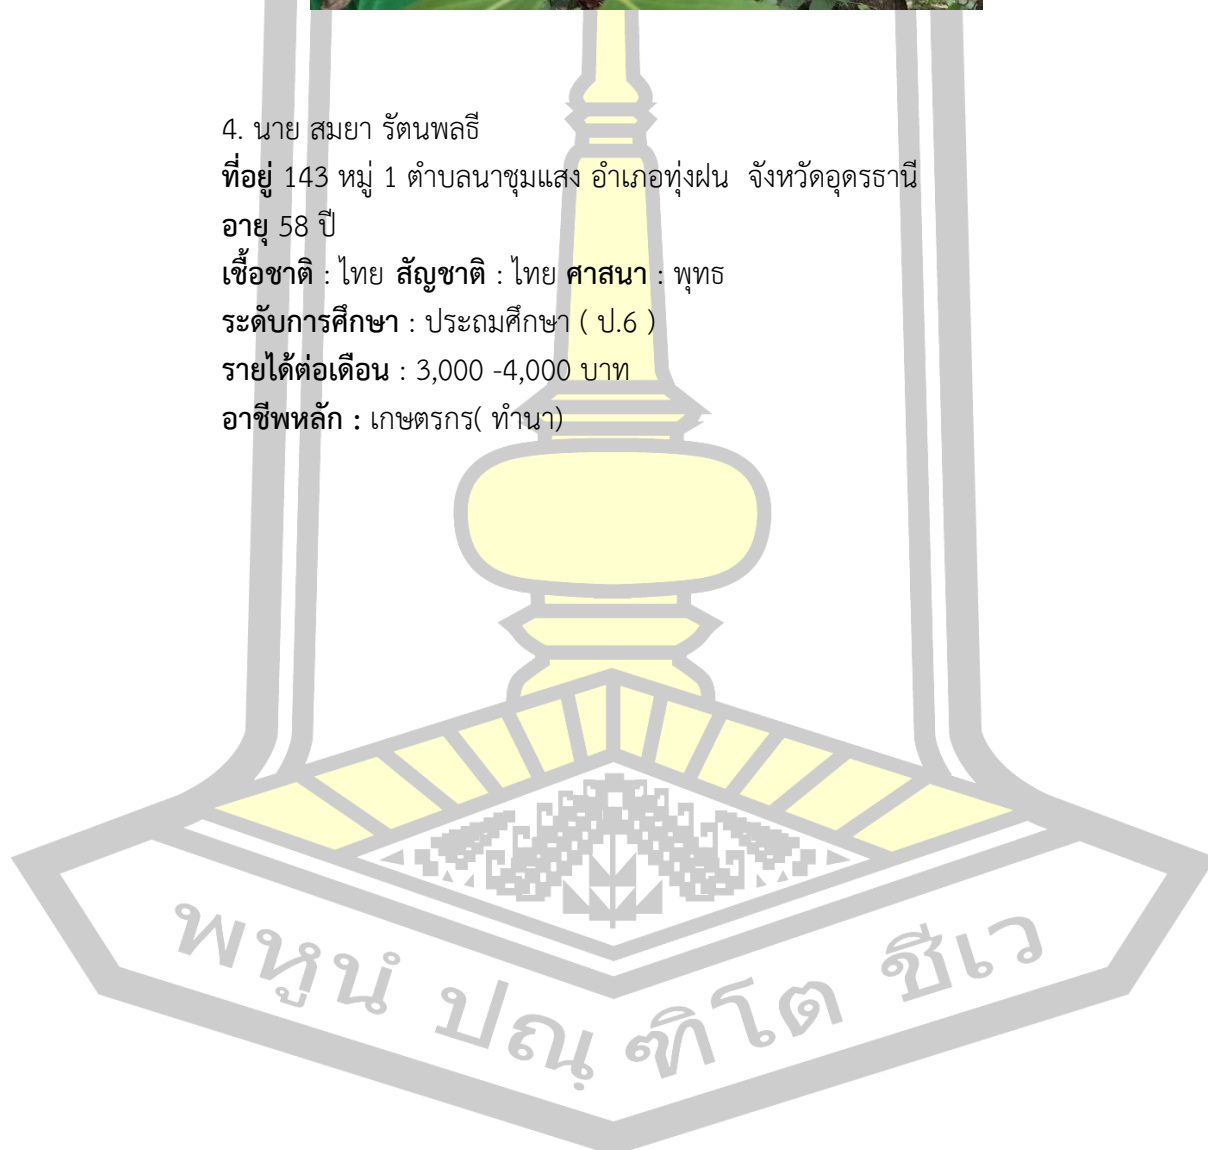 4. นาย สมยา รัตนพลธี
ที่อยู่ 143 หมู่ 1 ตำบลนาชุมแสง อำเภอทุ่งฝน  จังหวัดอุดรธานี
อายุ 58 ปี
เชื้อชาติ : ไทย สัญชาติ : ไทย ศาสนา : พุทธ
ระดับการศึกษา : ประถมศึกษา ( ป.6 )
รายได้ต่อเดือน : 3,000 -4,000 บาท
อาชีพหลัก : เกษตรกร( ทำนา)
พหูนํ ปณฺฑิโต ชีเว